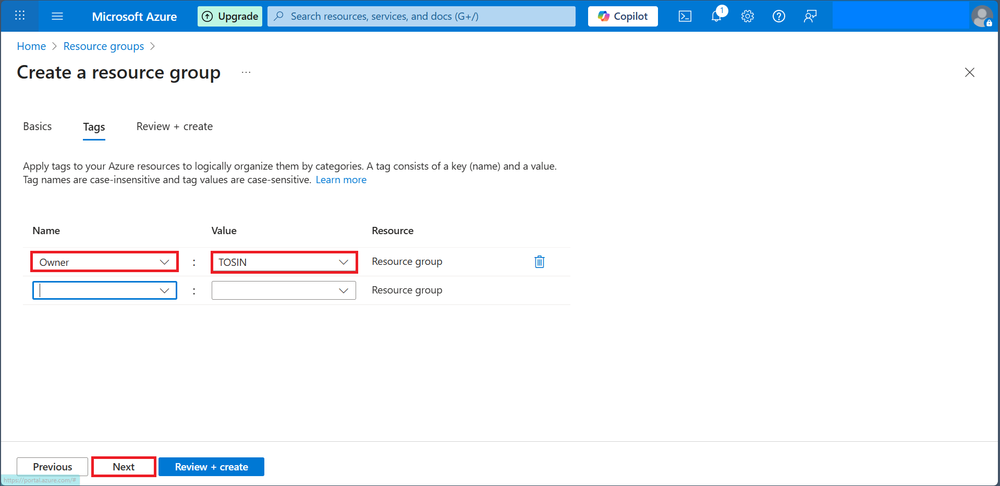 Microsoft Azure
Upgrade
Search resources, services, and docs (G+/)
Copilot
1
Home > Resource groups >
Create a resource group ...
Basics
Tags
Review + create
Apply tags to your Azure resources to logically organize them by categories. A tag consists of a key (name) and a value.
Tag names are case-insensitive and tag values are case-sensitive. Learn more
Name
Value
Resource
Owner : TOSIN Resource group
: Resource group
Previous
Next
Review + create
https://portal.azure.com/#